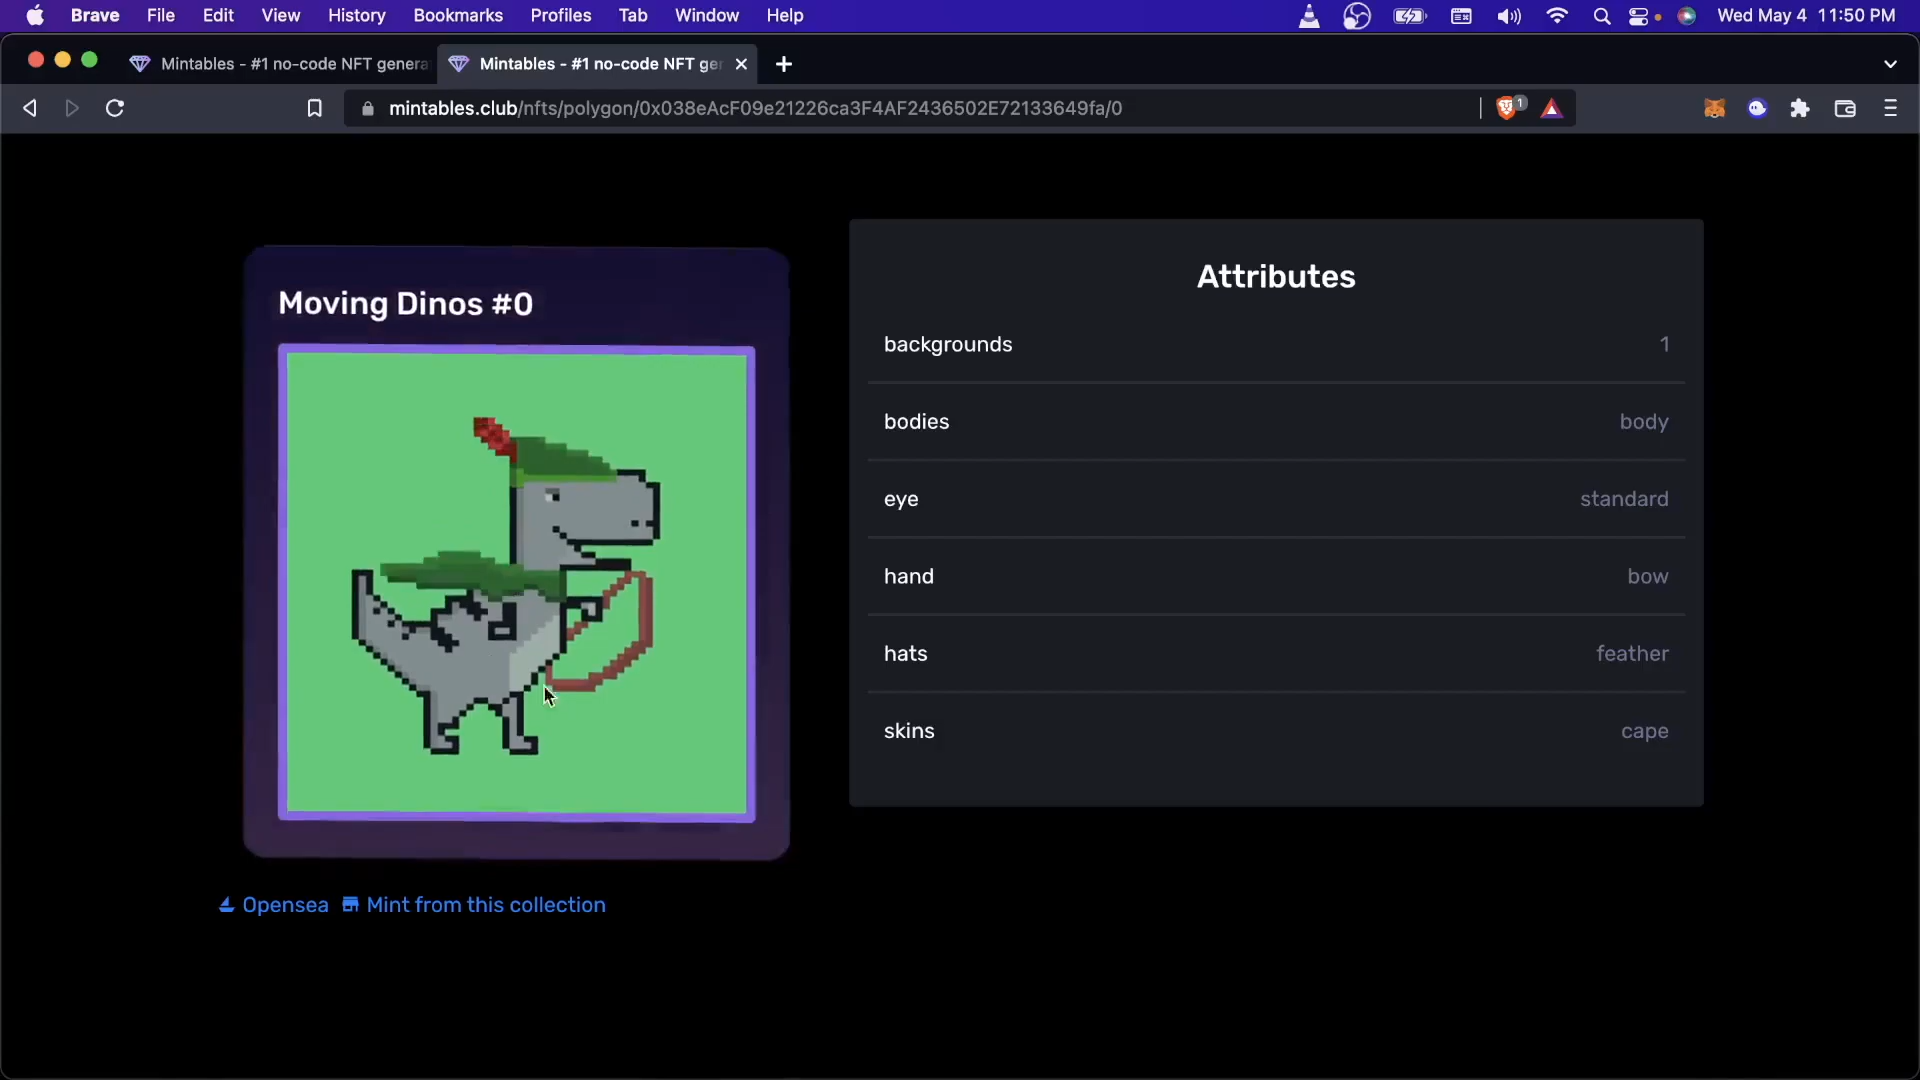 Brave File Edit View History Bookmarks Profiles Tab Window Help Wed May 4 11:50 PM
Mintables - #1 no-code NFT genera Mintables - #1 no-code NFT ger
mintables.club/nfts/polygon/0x038eAcF09e21226ca3F4AF2436502E72133649fa/0 1
Moving Dinos #0
Attributes
backgrounds 1
bodies body
eye standard
hand bow
hats feather
skins cape
Opensea Mint from this collection